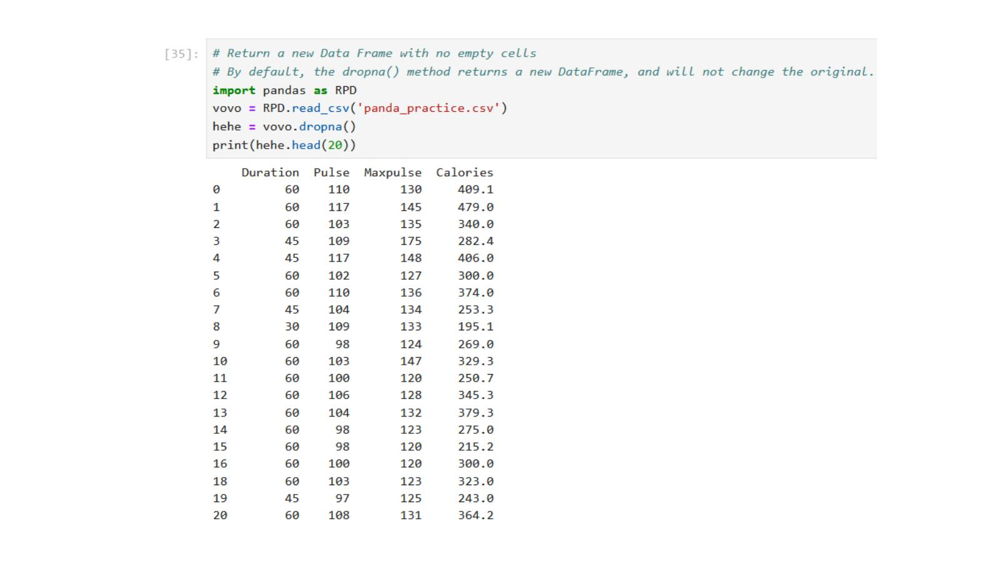 [35]: # Return a new Data Frame with no empty cells
# By default, the dropna() method returns a new DataFrame, and will not change the original.
import pandas as RPD
vovo = RPD.read_csv('panda_practice.csv')
hehe = vovo.dropna()
print(hehe.head(20))
    Duration  Pulse  Maxpulse  Calories
0         60    110       130     409.1
1         60    117       145     479.0
2         60    103       135     340.0
3         45    109       175     282.4
4         45    117       148     406.0
5         60    102       127     300.0
6         60    110       136     374.0
7         45    104       134     253.3
8         30    109       133     195.1
9         60     98       124     269.0
10        60    103       147     329.3
11        60    100       120     250.7
12        60    106       128     345.3
13        60    104       132     379.3
14        60     98       123     275.0
15        60     98       120     215.2
16        60    100       120     300.0
18        60    103       123     323.0
19        45     97       125     243.0
20        60    108       131     364.2